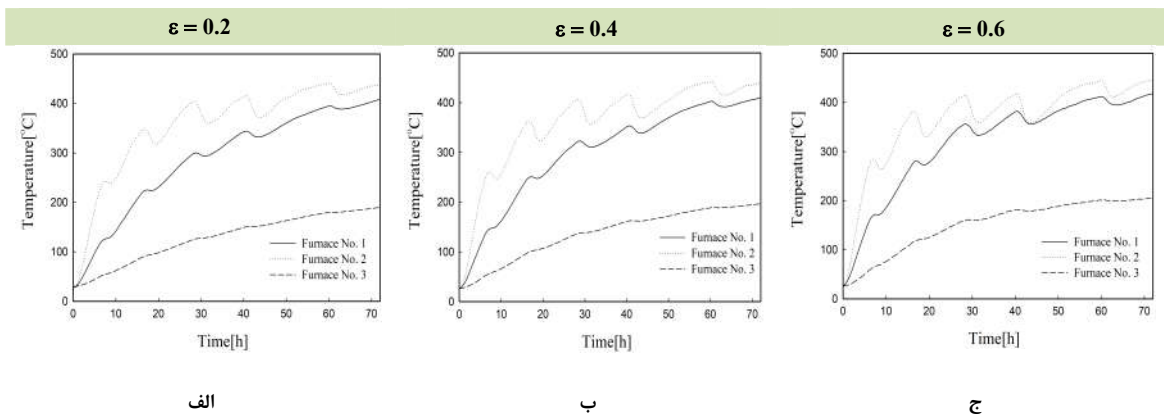 ε = 0.2
ε = 0.4
ε = 0.6
500
400
300
200
100
0
Temperature[°C]
Furnace No. 1
Furnace No. 2
Furnace No. 3
0 10 20 30 40 50 60 70
Time[h]
500
400
300
200
100
0
Temperature[°C]
Furnace No. 1
Furnace No. 2
Furnace No. 3
0 10 20 30 40 50 60 70
Time[h]
500
400
300
200
100
0
Temperature[°C]
Furnace No. 1
Furnace No. 2
Furnace No. 3
0 10 20 30 40 50 60 70
Time[h]
الف
ب
ج